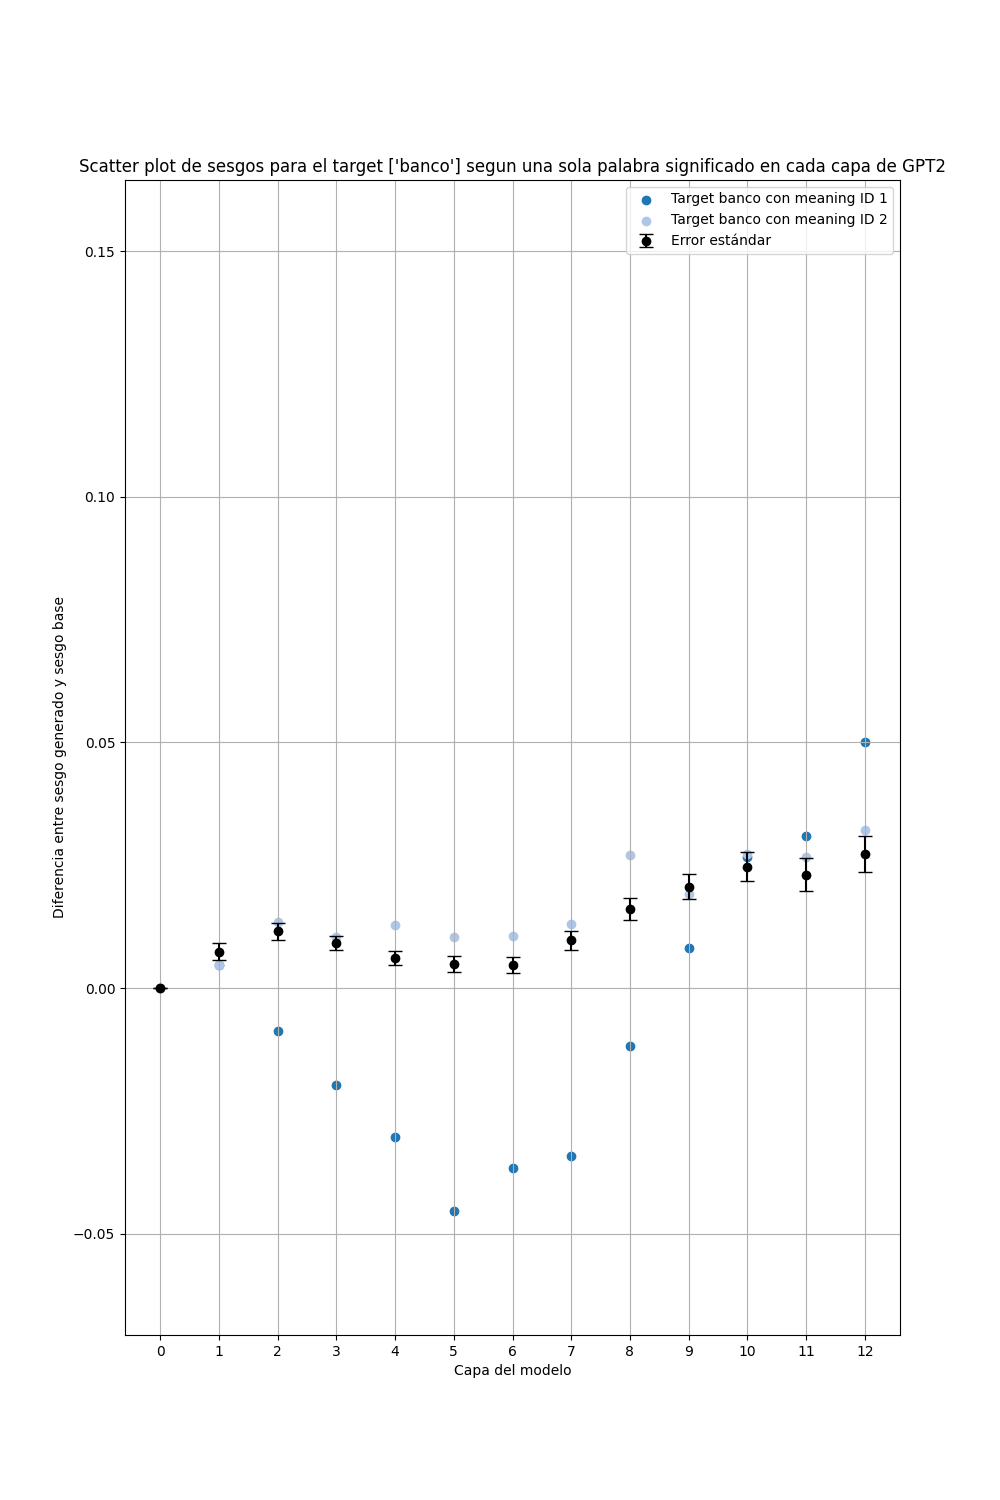 Scatter plot de sesgos para el target ['banco'] segun una sola palabra significado en cada capa de GPT2
Target banco con meaning ID 1
Target banco con meaning ID 2
Error estándar
0.15
0.10
0.05
0.00
−0.05
Diferencia entre sesgo generado y sesgo base
0 1 2 3 4 5 6 7 8 9 10 11 12
Capa del modelo